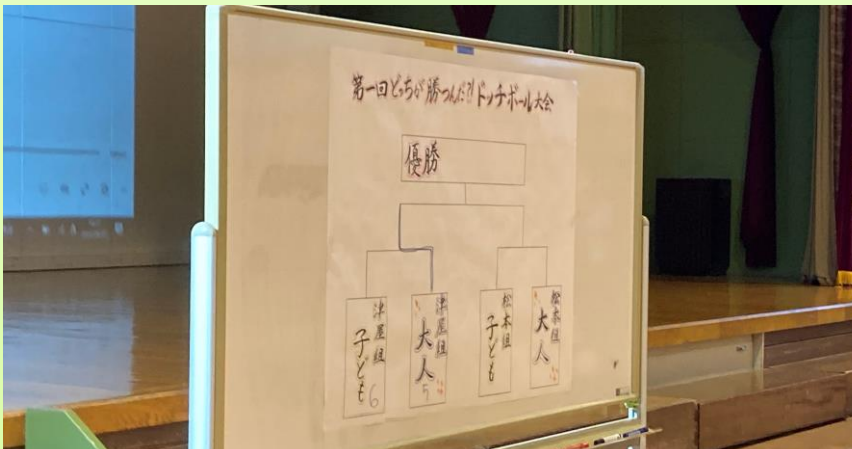 第一回どっちが勝つんだ?!ドッチボール大会
優勝
津屋組 子ども 6
津屋組 大人 5
松本組 子ども
松本組 大人